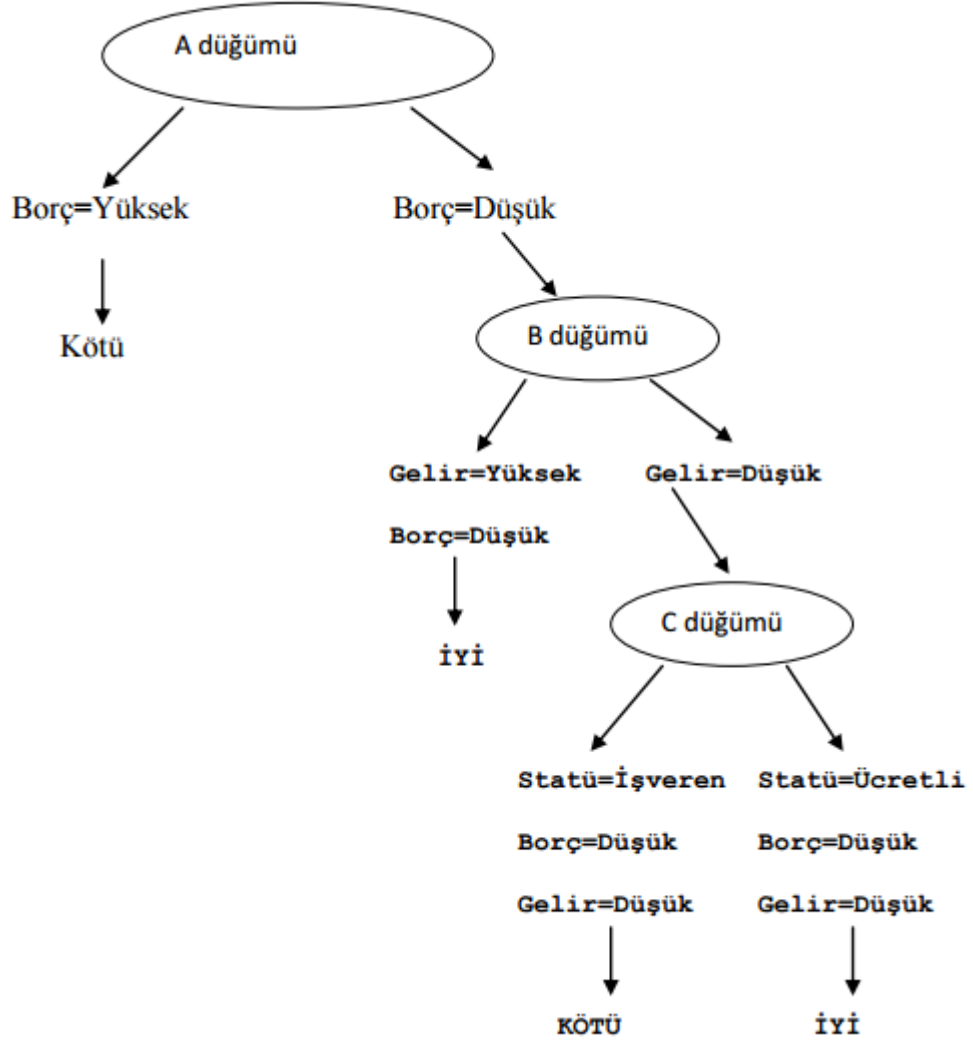 A düğümü
Borç=Yüksek Borç=Düşük
Kötü
B düğümü
Gelir=Yüksek Gelir=Düşük
Borç=Düşük
C düğümü
İYİ
Statü=İşveren Statü=Ücretli
Borç=Düşük Borç=Düşük
Gelir=Düşük Gelir=Düşük
KÖTÜ İYİ